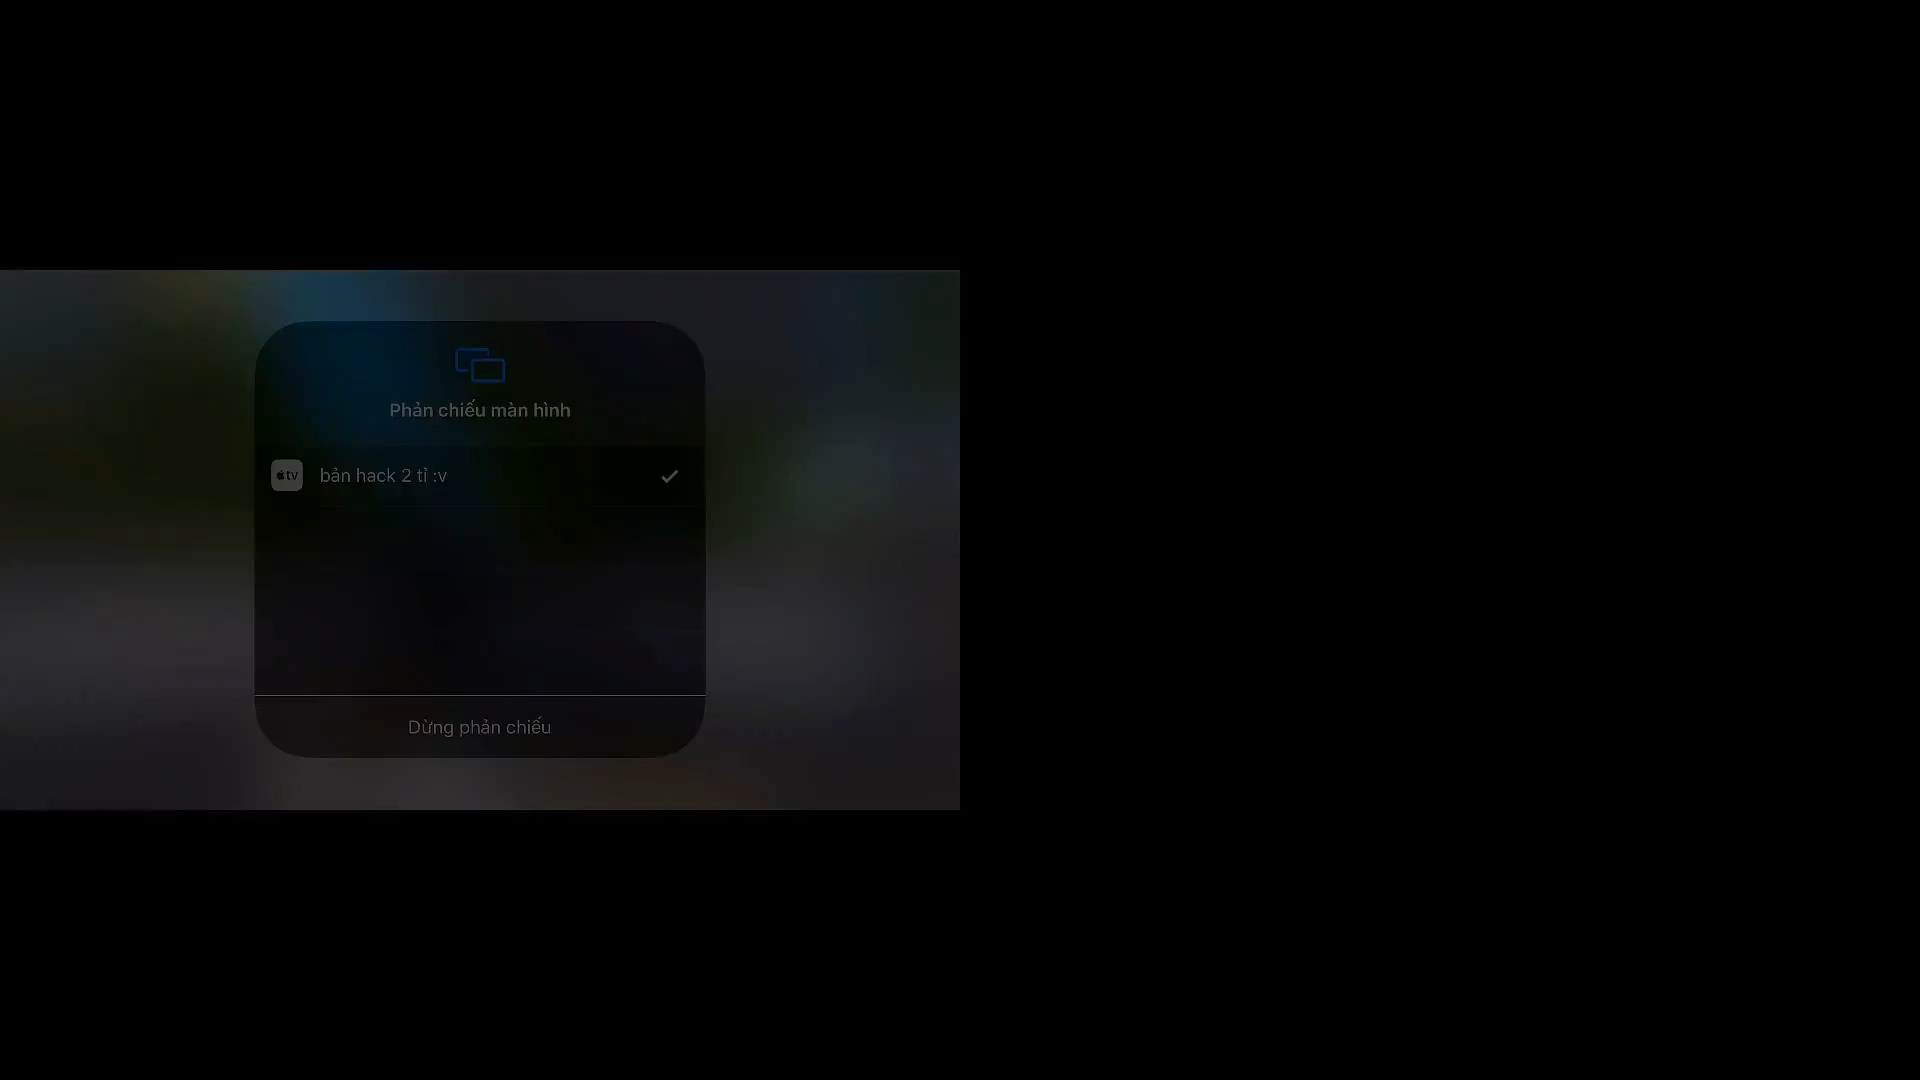 Phản chiếu màn hình
tv bản hack 2 tỉ :v
Dừng phản chiếu